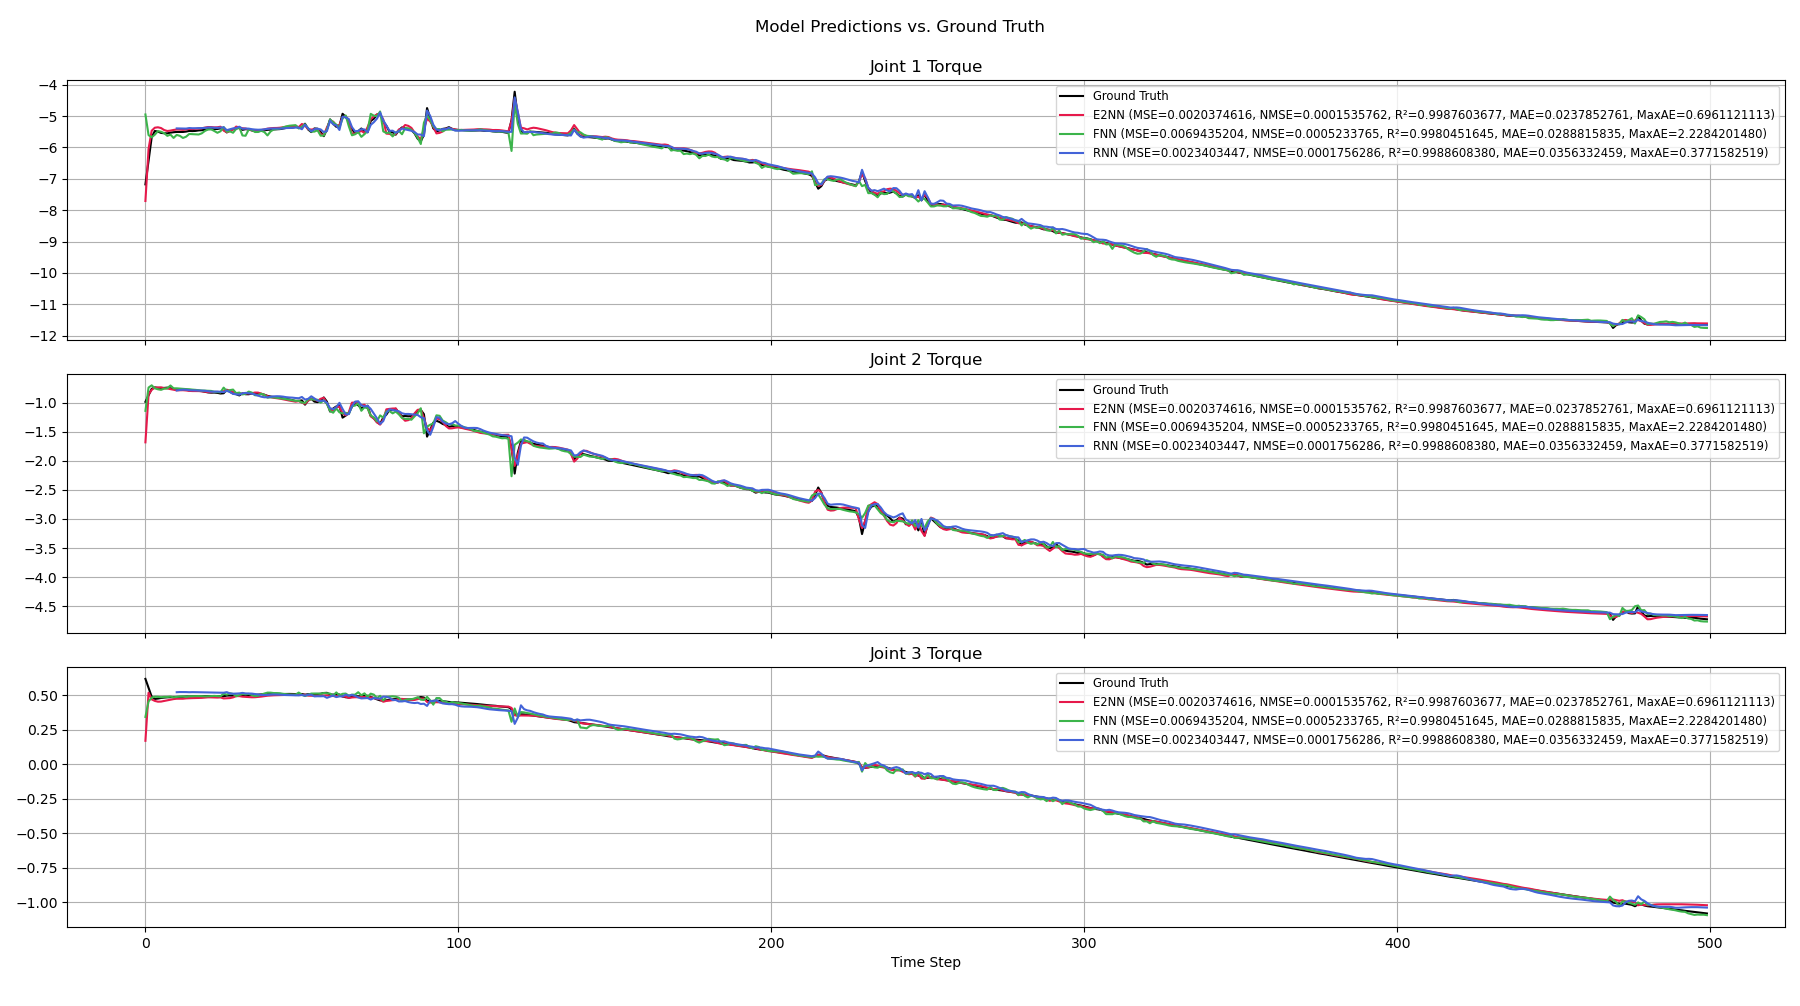 Model Predictions vs. Ground Truth
Joint 1 Torque
−4
−5
−6
−7
−8
−9
−10
−11
−12
Ground Truth
E2NN (MSE=0.0020374616, NMSE=0.0001535762, R²=0.9987603677, MAE=0.0237852761, MaxAE=0.6961121113)
FNN (MSE=0.0069435204, NMSE=0.0005233765, R²=0.9980451645, MAE=0.0288815835, MaxAE=2.2284201480)
RNN (MSE=0.0023403447, NMSE=0.0001756286, R²=0.9988608380, MAE=0.0356332459, MaxAE=0.3771582519)
Joint 2 Torque
−1.0
−1.5
−2.0
−2.5
−3.0
−3.5
−4.0
−4.5
Ground Truth
E2NN (MSE=0.0020374616, NMSE=0.0001535762, R²=0.9987603677, MAE=0.0237852761, MaxAE=0.6961121113)
FNN (MSE=0.0069435204, NMSE=0.0005233765, R²=0.9980451645, MAE=0.0288815835, MaxAE=2.2284201480)
RNN (MSE=0.0023403447, NMSE=0.0001756286, R²=0.9988608380, MAE=0.0356332459, MaxAE=0.3771582519)
Joint 3 Torque
0.50
0.25
0.00
−0.25
−0.50
−0.75
−1.00
Ground Truth
E2NN (MSE=0.0020374616, NMSE=0.0001535762, R²=0.9987603677, MAE=0.0237852761, MaxAE=0.6961121113)
FNN (MSE=0.0069435204, NMSE=0.0005233765, R²=0.9980451645, MAE=0.0288815835, MaxAE=2.2284201480)
RNN (MSE=0.0023403447, NMSE=0.0001756286, R²=0.9988608380, MAE=0.0356332459, MaxAE=0.3771582519)
0 100 200 300 400 500
Time Step